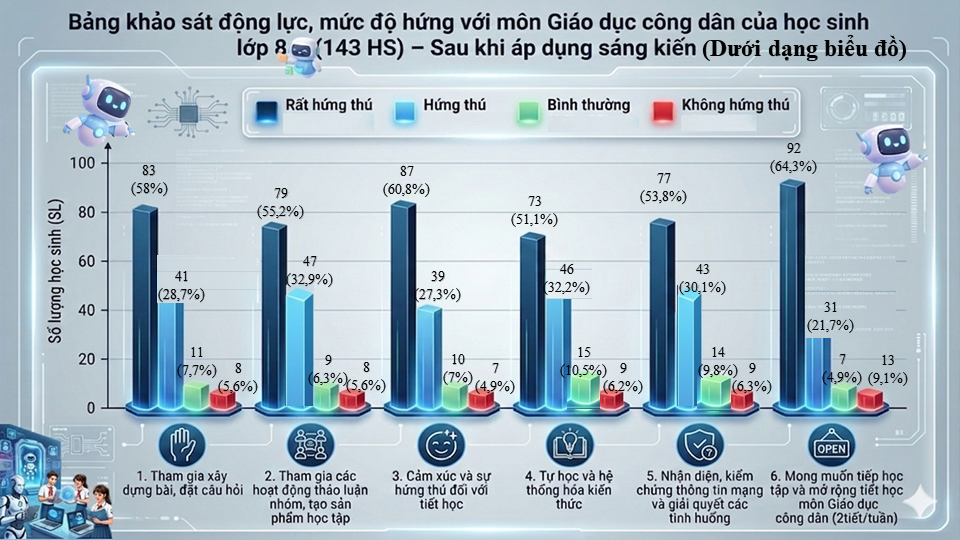 Bảng khảo sát động lực, mức độ hứng với môn Giáo dục công dân của học sinh
lớp 8 (143 HS) – Sau khi áp dụng sáng kiến (Dưới dạng biểu đồ)
Rất hứng thú
Hứng thú
Bình thường
Không hứng thú
Số lượng học sinh (SL)
100
80
60
40
20
0
83
(58%)
41
(28,7%)
11
(7,7%)
8
(5,6%)
79
(55,2%)
47
(32,9%)
9
(6,3%)
8
(5,6%)
87
(60,8%)
39
(27,3%)
10
(7%)
7
(4,9%)
73
(51,1%)
46
(32,2%)
15
(10,5%)
9
(6,2%)
77
(53,8%)
43
(30,1%)
14
(9,8%)
9
(6,3%)
92
(64,3%)
31
(21,7%)
7
(4,9%)
13
(9,1%)
OPEN
1. Tham gia xây
dựng bài, đặt câu hỏi
2. Tham gia các
hoạt động thảo luận
nhóm, tạo sản
phẩm học tập
3. Cảm xúc và sự
hứng thú đối với
tiết học
4. Tự học và hệ
thống hóa kiến
thức
5. Nhận diện, kiểm
chứng thông tin mạng
và giải quyết các
tình huống
6. Mong muốn tiếp học
tập và mở rộng tiết học
môn Giáo dục
công dân (2tiết/tuần)